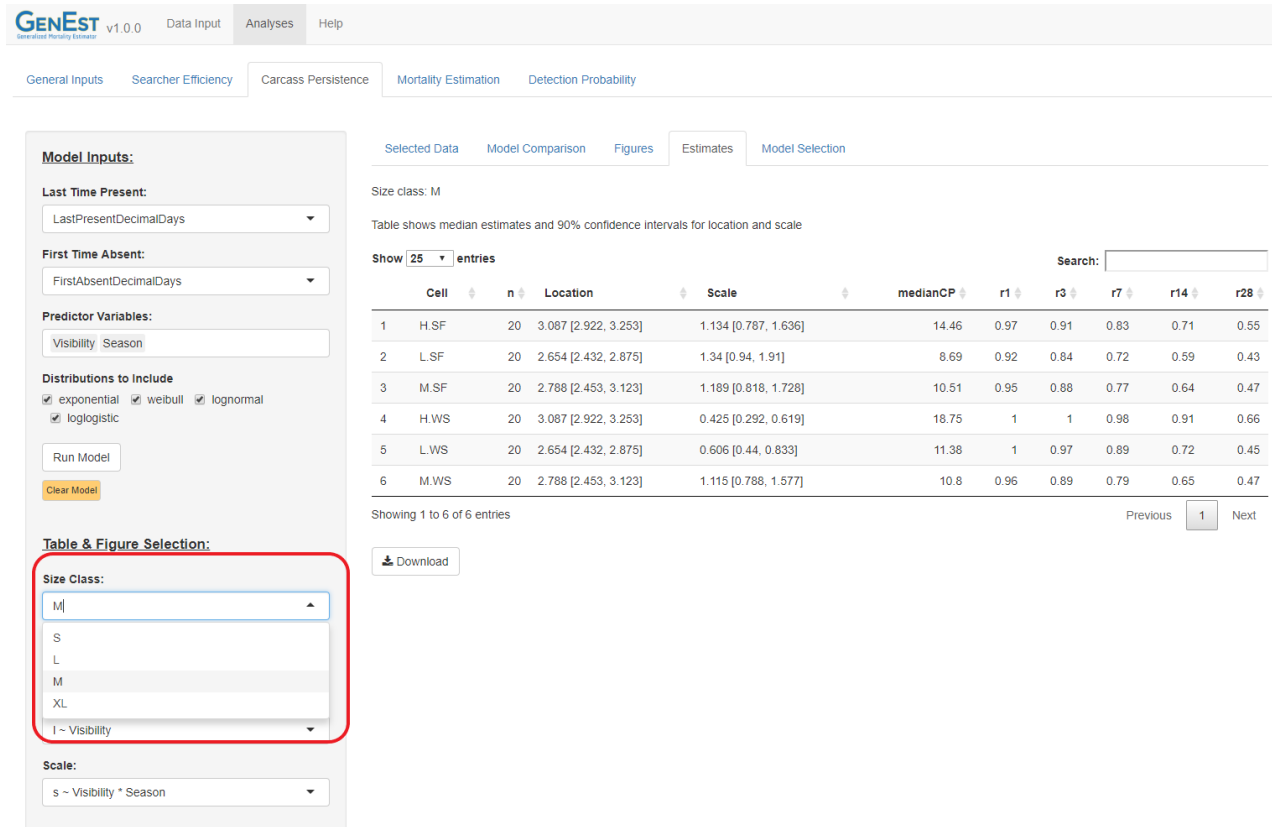 GENEST v1.0.0 Data Input Analyses Help
Generalized Mortality Estimator
General Inputs Searcher Efficiency Carcass Persistence Mortality Estimation Detection Probability
Model Inputs:
Last Time Present:
LastPresentDecimalDays
First Time Absent:
FirstAbsentDecimalDays
Predictor Variables:
Visibility Season
Distributions to Include
exponential weibull lognormal
loglogistic
Run Model
Clear Model
Table & Figure Selection:
Size Class:
M
S
L
M
XL
l ~ Visibility
Scale:
s ~ Visibility * Season
Selected Data Model Comparison Figures Estimates Model Selection
Size class: M
Table shows median estimates and 90% confidence intervals for location and scale
Show 25 entries Search:
Cell n Location Scale medianCP r1 r3 r7 r14 r28
1 H.SF 20 3.087 [2.922, 3.253] 1.134 [0.787, 1.636] 14.46 0.97 0.91 0.83 0.71 0.55
2 L.SF 20 2.654 [2.432, 2.875] 1.34 [0.94, 1.91] 8.69 0.92 0.84 0.72 0.59 0.43
3 M.SF 20 2.788 [2.453, 3.123] 1.189 [0.818, 1.728] 10.51 0.95 0.88 0.77 0.64 0.47
4 H.WS 20 3.087 [2.922, 3.253] 0.425 [0.292, 0.619] 18.75 1 1 0.98 0.91 0.66
5 L.WS 20 2.654 [2.432, 2.875] 0.606 [0.44, 0.833] 11.38 1 0.97 0.89 0.72 0.45
6 M.WS 20 2.788 [2.453, 3.123] 1.115 [0.788, 1.577] 10.8 0.96 0.89 0.79 0.65 0.47
Showing 1 to 6 of 6 entries Previous 1 Next
Download